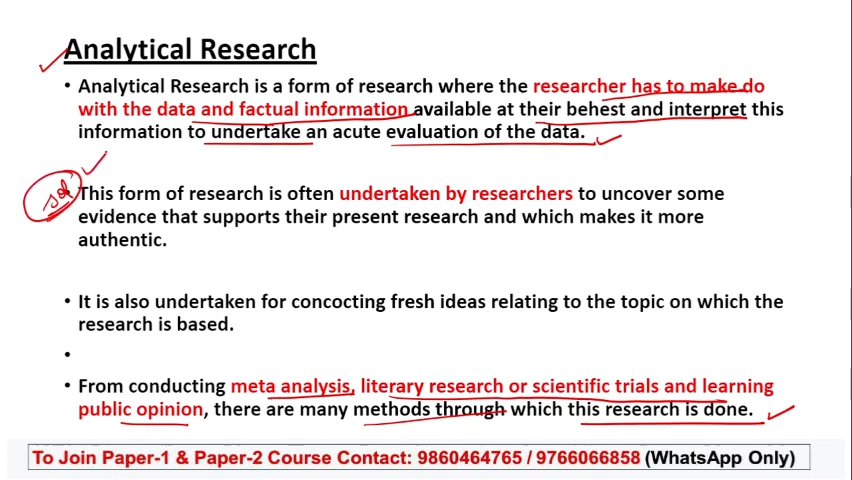 Analytical Research
• Analytical Research is a form of research where the researcher has to make do
with the data and factual information available at their behest and interpret this
information to undertake an acute evaluation of the data.
This form of research is often undertaken by researchers to uncover some
evidence that supports their present research and which makes it more
authentic.
• It is also undertaken for concocting fresh ideas relating to the topic on which the
research is based.
•
• From conducting meta analysis, literary research or scientific trials and learning
public opinion, there are many methods through which this research is done.
To Join Paper-1 & Paper-2 Course Contact: 9860464765 / 9766066858 (WhatsApp Only)